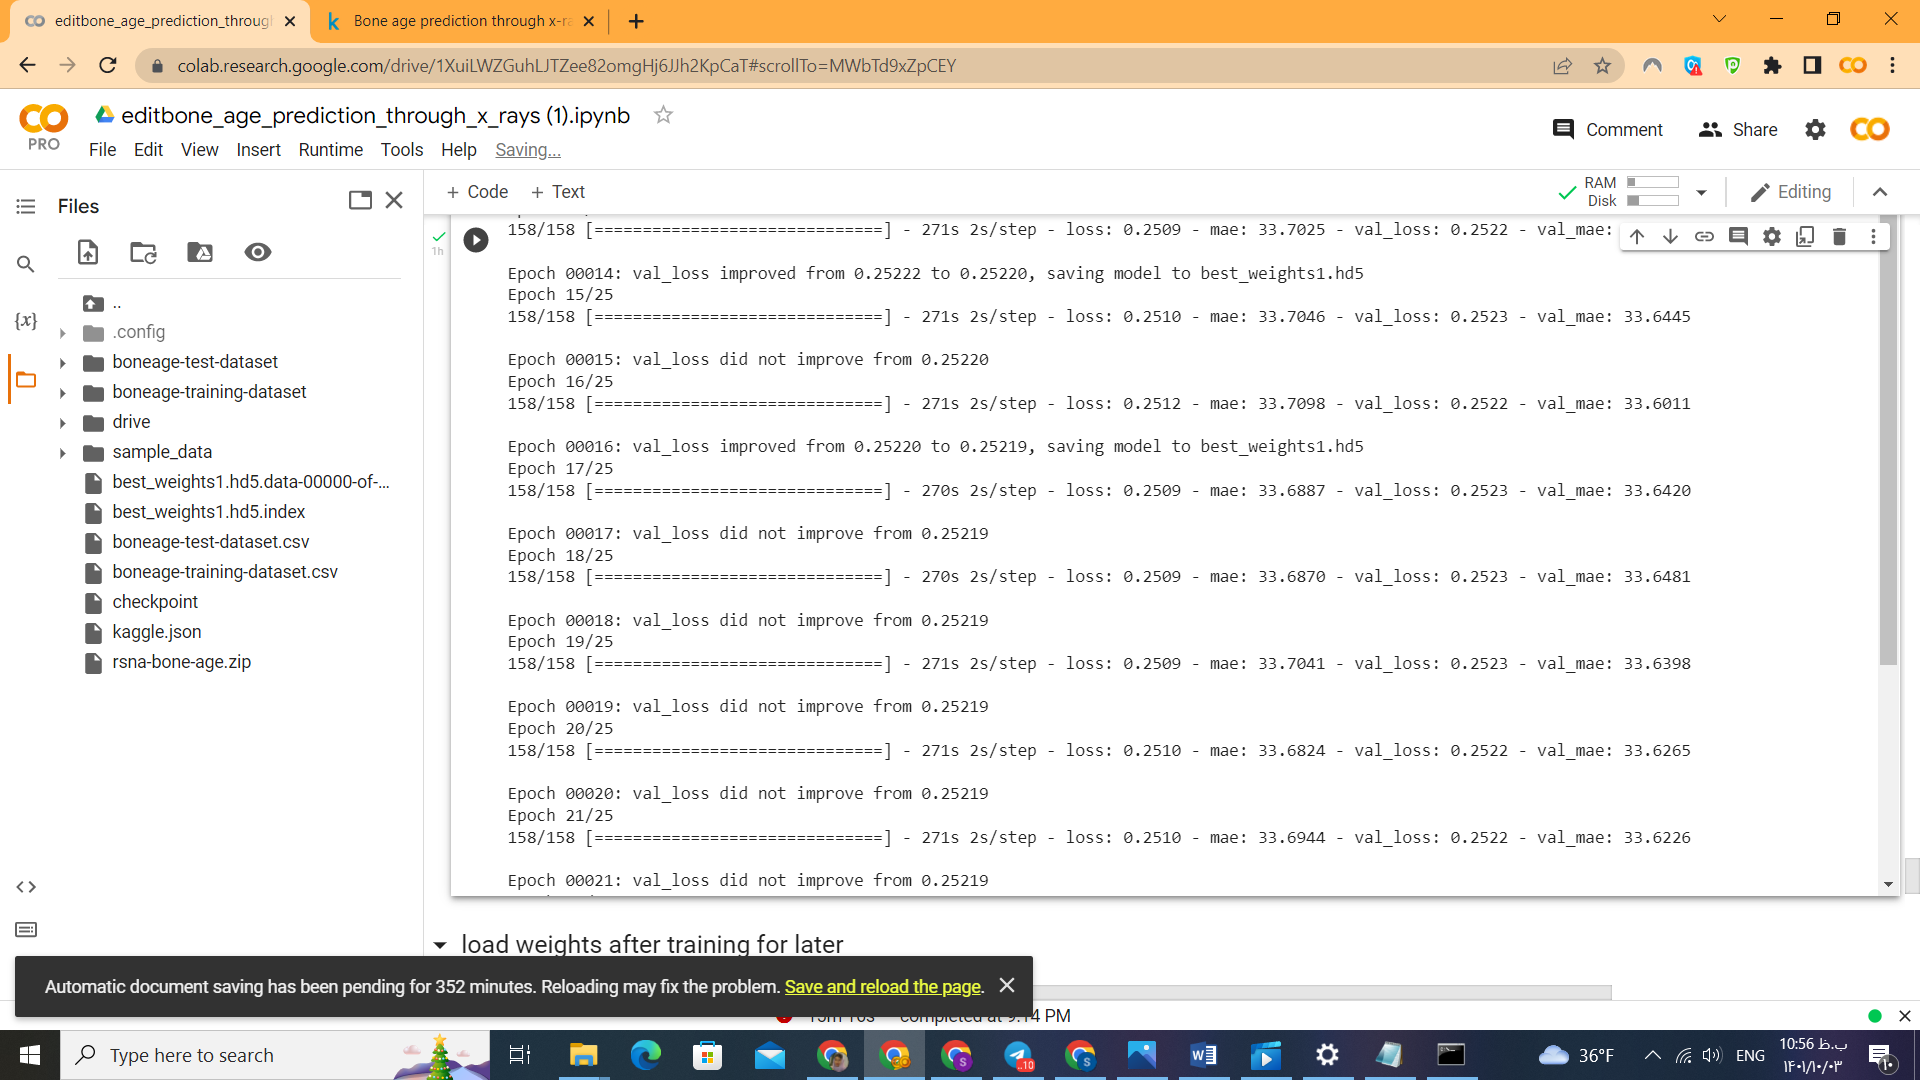 editbone_age_prediction_throug
Bone age prediction through x-ra
colab.research.google.com/drive/1XuiLWZGuhLJTZee82omgHj6JJh2KpCaT#scrollTo=MWbTd9xZpCEY
PRO
editbone_age_prediction_through_x_rays (1).ipynb
File Edit View Insert Runtime Tools Help Saving...
Comment Share
Files
+ Code + Text
RAM
Disk
Editing
1h
158/158 [==============================] - 271s 2s/step - loss: 0.2509 - mae: 33.7025 - val_loss: 0.2522 - val_mae:
Epoch 00014: val_loss improved from 0.25222 to 0.25220, saving model to best_weights1.hd5
Epoch 15/25
158/158 [==============================] - 271s 2s/step - loss: 0.2510 - mae: 33.7046 - val_loss: 0.2523 - val_mae: 33.6445
Epoch 00015: val_loss did not improve from 0.25220
Epoch 16/25
158/158 [==============================] - 271s 2s/step - loss: 0.2512 - mae: 33.7098 - val_loss: 0.2522 - val_mae: 33.6011
Epoch 00016: val_loss improved from 0.25220 to 0.25219, saving model to best_weights1.hd5
Epoch 17/25
158/158 [==============================] - 270s 2s/step - loss: 0.2509 - mae: 33.6887 - val_loss: 0.2523 - val_mae: 33.6420
Epoch 00017: val_loss did not improve from 0.25219
Epoch 18/25
158/158 [==============================] - 270s 2s/step - loss: 0.2509 - mae: 33.6870 - val_loss: 0.2523 - val_mae: 33.6481
Epoch 00018: val_loss did not improve from 0.25219
Epoch 19/25
158/158 [==============================] - 271s 2s/step - loss: 0.2509 - mae: 33.7041 - val_loss: 0.2523 - val_mae: 33.6398
Epoch 00019: val_loss did not improve from 0.25219
Epoch 20/25
158/158 [==============================] - 271s 2s/step - loss: 0.2510 - mae: 33.6824 - val_loss: 0.2522 - val_mae: 33.6265
Epoch 00020: val_loss did not improve from 0.25219
Epoch 21/25
158/158 [==============================] - 271s 2s/step - loss: 0.2510 - mae: 33.6944 - val_loss: 0.2522 - val_mae: 33.6226
Epoch 00021: val_loss did not improve from 0.25219
{x}
..
.config
boneage-test-dataset
boneage-training-dataset
drive
sample_data
best_weights1.hd5.data-00000-of-...
best_weights1.hd5.index
boneage-test-dataset.csv
boneage-training-dataset.csv
checkpoint
kaggle.json
rsna-bone-age.zip
load weights after training for later
Automatic document saving has been pending for 352 minutes. Reloading may fix the problem. Save and reload the page.
completed at 9:14 PM
Type here to search
36°F
ENG
10:56 ب.ظ
۱۴۰۱/۱۰/۰۳